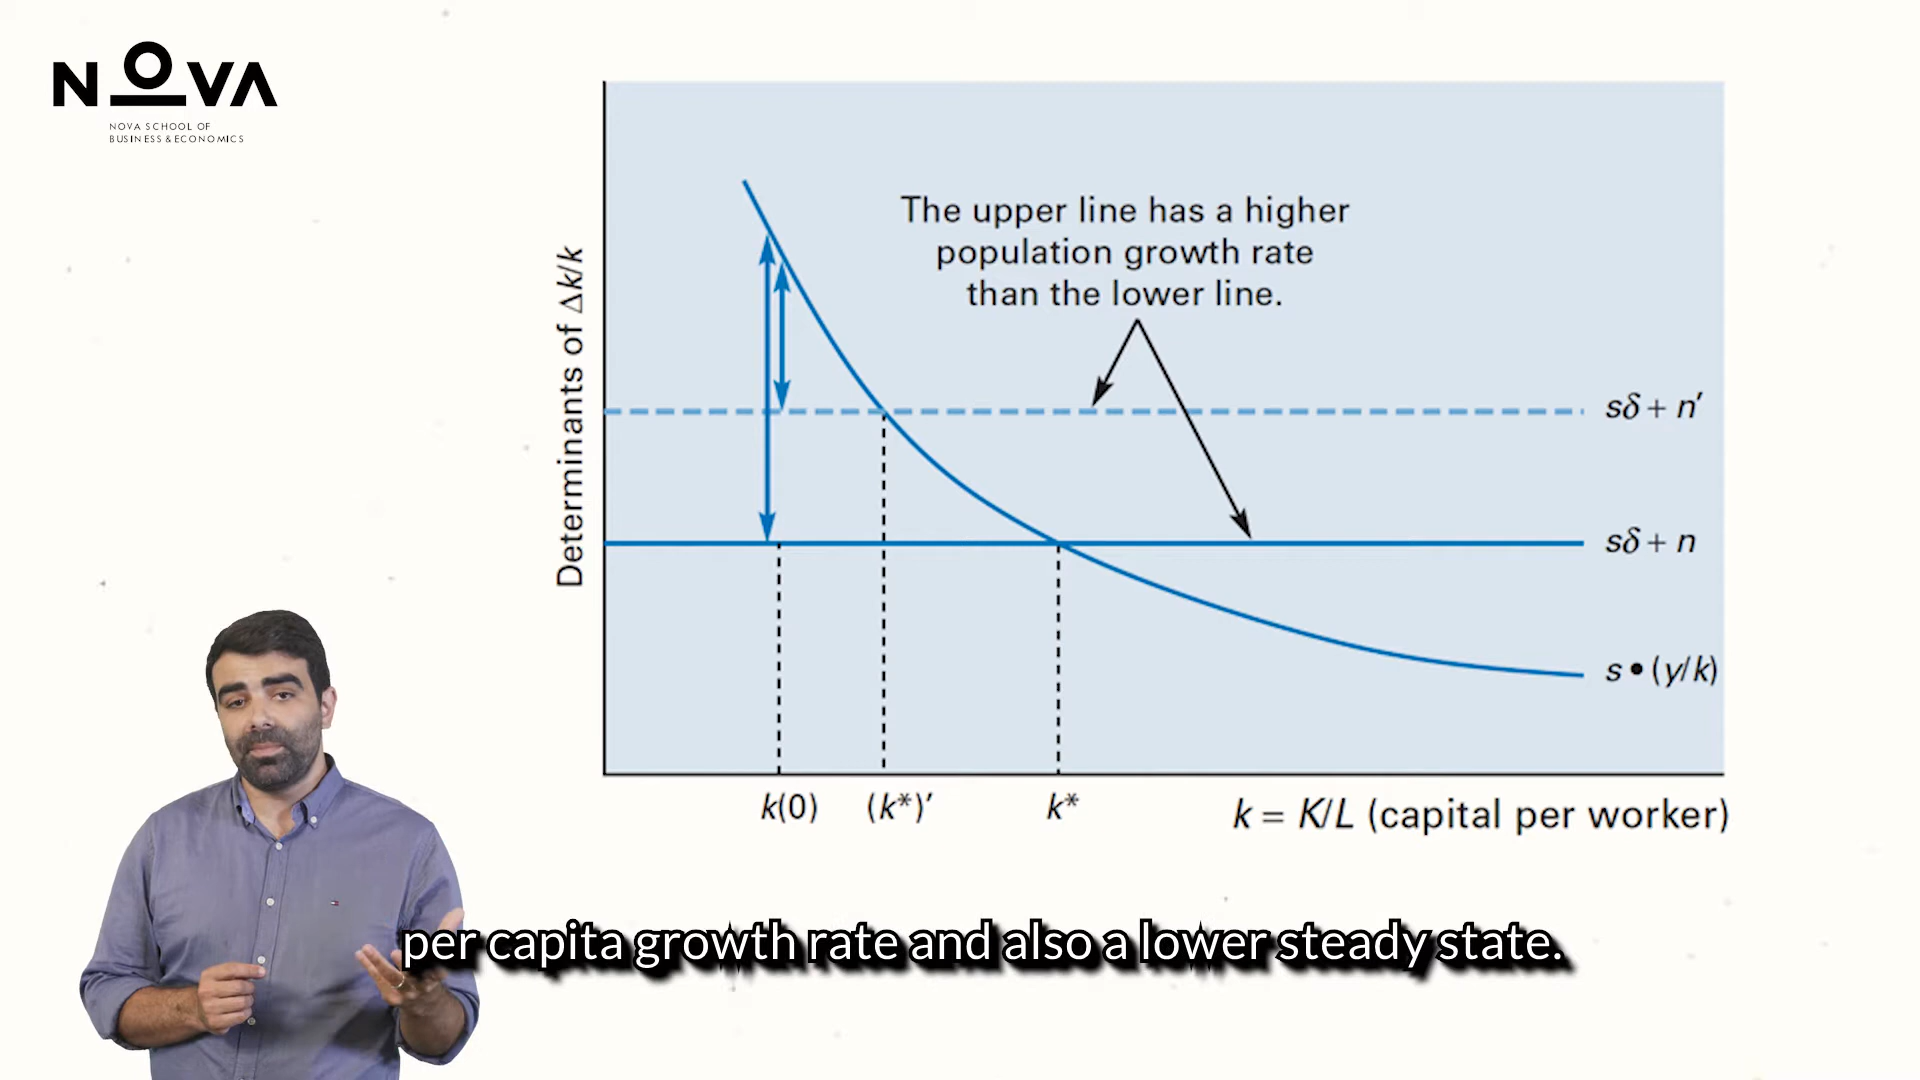 NOVA
NOVA SCHOOL OF
BUSINESS & ECONOMICS
The upper line has a higher
population growth rate
than the lower line.
Determinants of Δk/k
sδ + n′
sδ + n
s • (y/k)
k(0)
(k*)′
k*
k = K/L (capital per worker)
per capita growth rate and also a lower steady state.